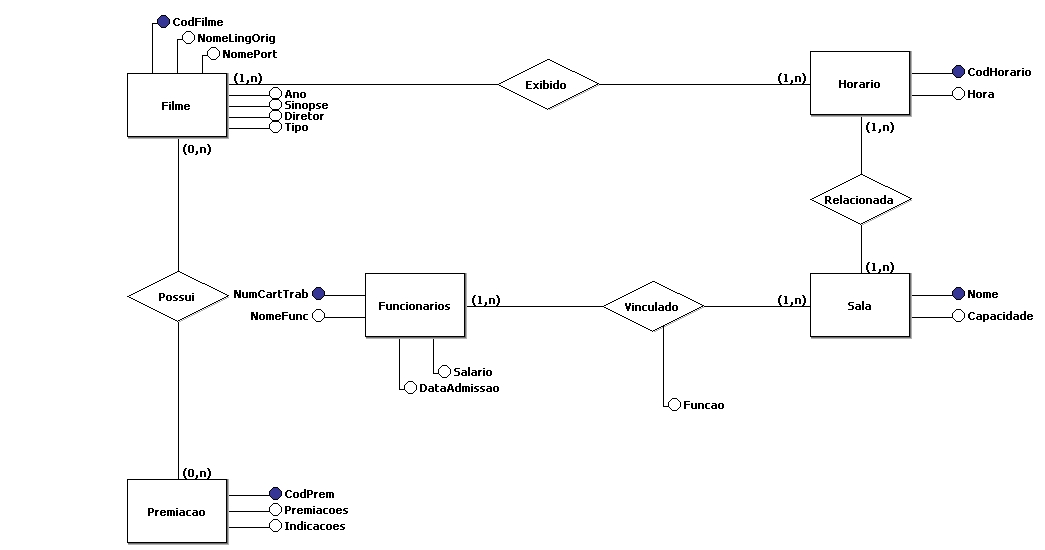 CodFilme
NomeLingOrig
NomePort
(1,n)
Exibido
(1,n)
Horario
CodHorario
Hora
Filme
Ano
Sinopse
Diretor
Tipo
(0,n)
(1,n)
Relacionada
(1,n)
Possui
NumCartTrab
NomeFunc
Funcionarios
(1,n)
Vinculado
(1,n)
Sala
Nome
Capacidade
Salario
DataAdmissao
Funcao
(0,n)
Premiacao
CodPrem
Premiacoes
Indicacoes